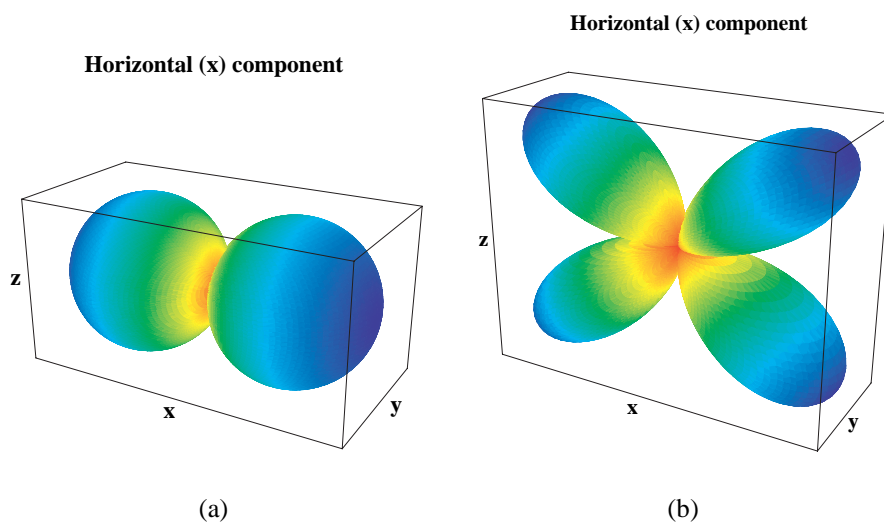 Horizontal (x) component
z
x
y
(a)
Horizontal (x) component
z
x
y
(b)